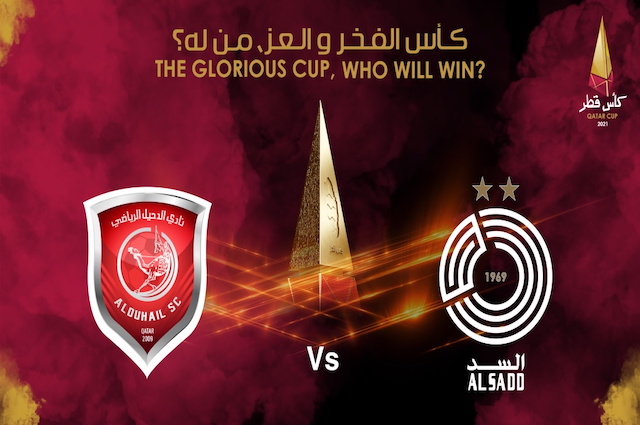 كأس الفخر و العز، من له؟
THE GLORIOUS CUP, WHO WILL WIN?
كأس قطر
QATAR CUP
2021
نادي الدحيل الرياضي
ALDUHAIL SC
QATAR
2009
Vs
1969
السد
ALSADD